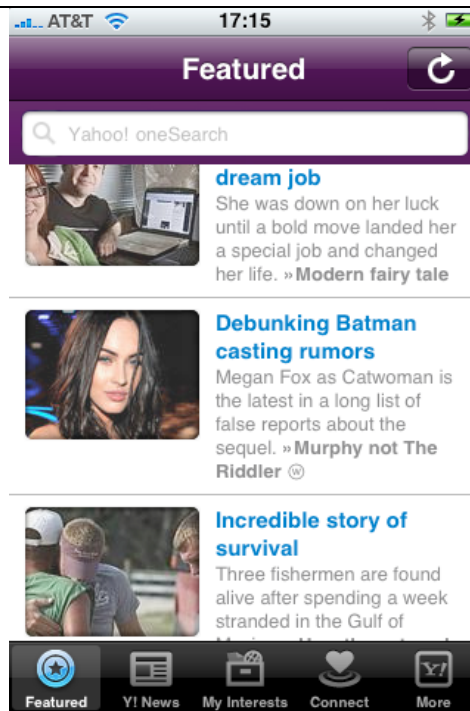 AT&T 17:15
Featured
Yahoo! oneSearch
dream job
She was down on her luck
until a bold move landed her
a special job and changed
her life. »Modern fairy tale
Debunking Batman
casting rumors
Megan Fox as Catwoman is
the latest in a long list of
false reports about the
sequel. »Murphy not The
Riddler ⓦ
Incredible story of
survival
Three fishermen are found
alive after spending a week
stranded in the Gulf of
Featured Y! News My Interests Connect More